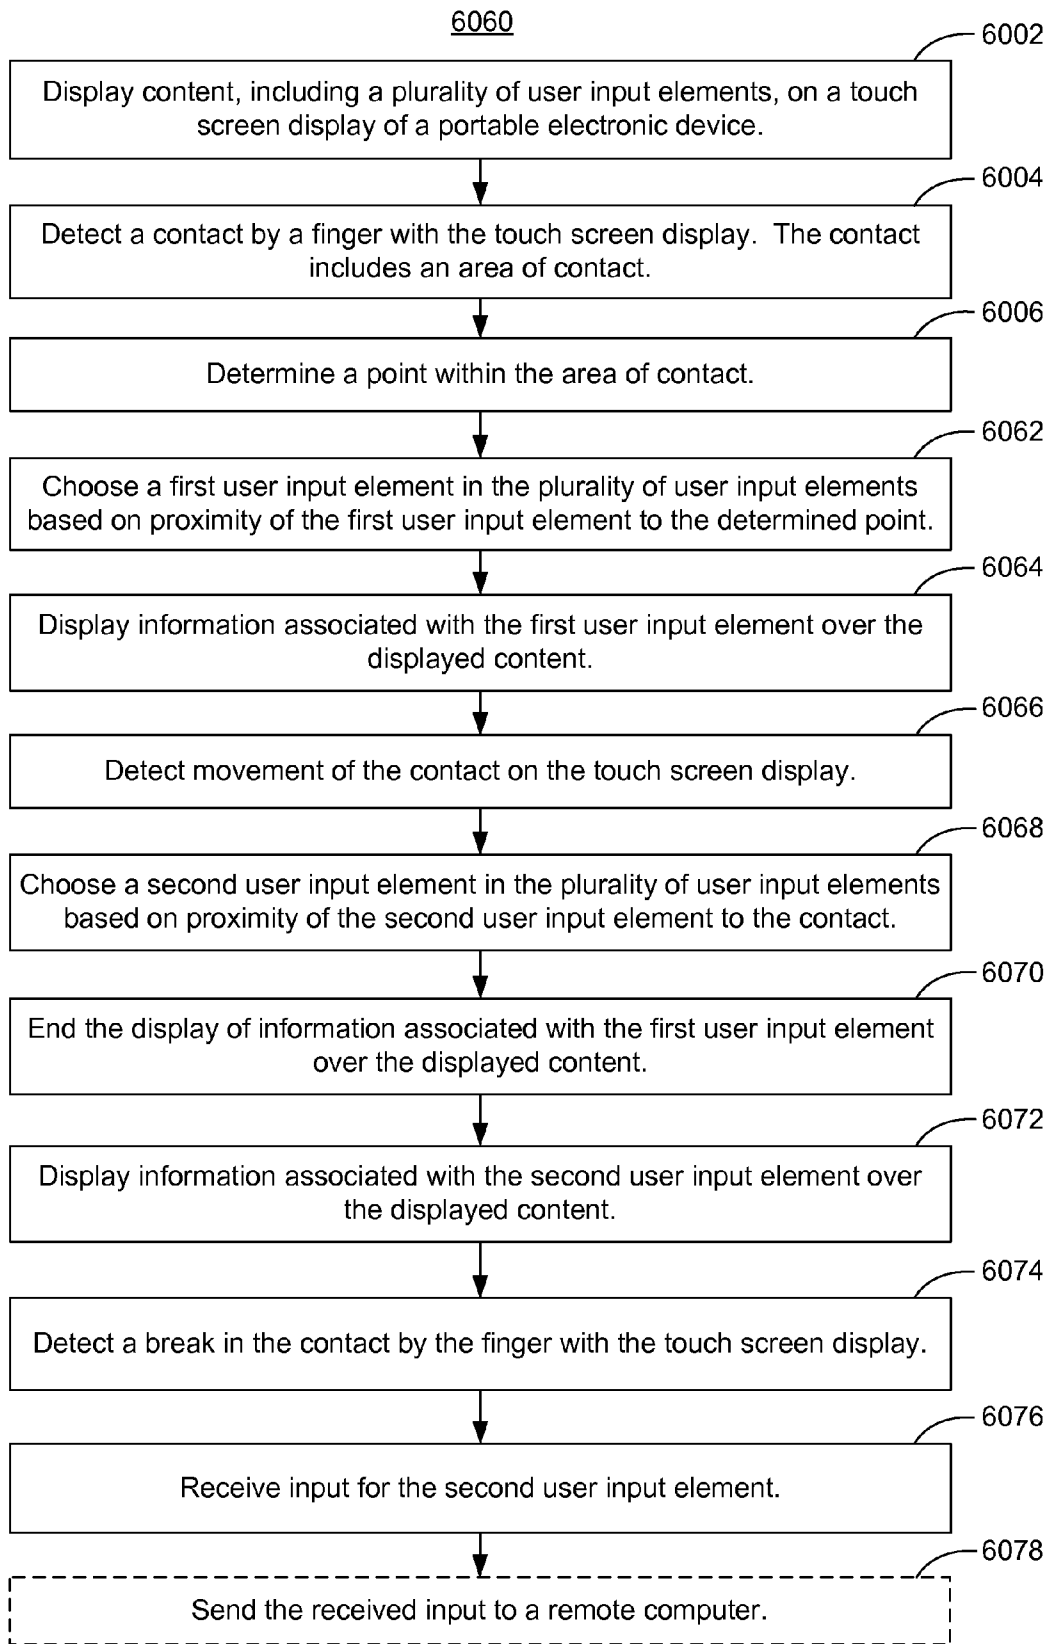 6060
6002
Display content, including a plurality of user input elements, on a touch
screen display of a portable electronic device.
6004
Detect a contact by a finger with the touch screen display.  The contact
includes an area of contact.
6006
Determine a point within the area of contact.
6062
Choose a first user input element in the plurality of user input elements
based on proximity of the first user input element to the determined point.
6064
Display information associated with the first user input element over the
displayed content.
6066
Detect movement of the contact on the touch screen display.
6068
Choose a second user input element in the plurality of user input elements
based on proximity of the second user input element to the contact.
6070
End the display of information associated with the first user input element
over the displayed content.
6072
Display information associated with the second user input element over
the displayed content.
6074
Detect a break in the contact by the finger with the touch screen display.
6076
Receive input for the second user input element.
6078
Send the received input to a remote computer.